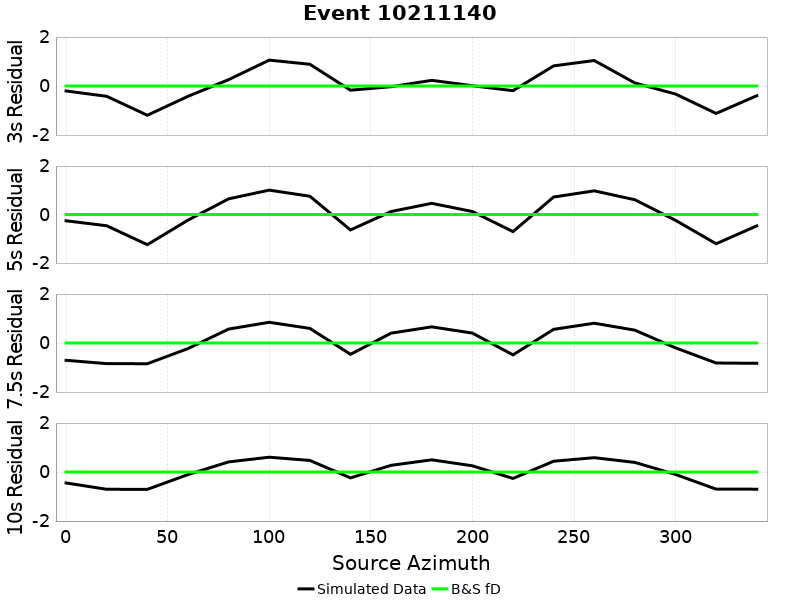 Event 10211140
3s Residual
2
0
-2
5s Residual
2
0
-2
7.5s Residual
2
0
-2
10s Residual
2
0
-2
0 50 100 150 200 250 300
Source Azimuth
Simulated Data B&S fD